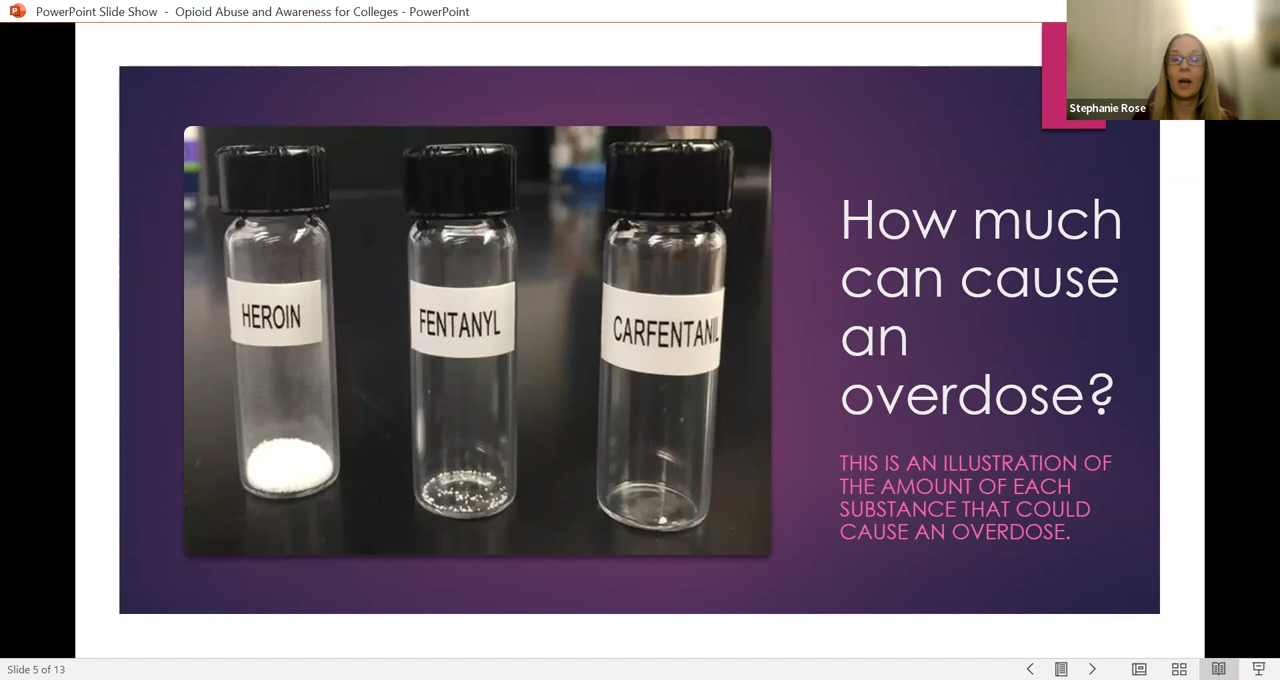 PowerPoint Slide Show - Opioid Abuse and Awareness for Colleges - PowerPoint
Stephanie Rose
HEROIN
FENTANYL
CARFENTANIL
How much
can cause
an
overdose?
THIS IS AN ILLUSTRATION OF
THE AMOUNT OF EACH
SUBSTANCE THAT COULD
CAUSE AN OVERDOSE.
Slide 5 of 13